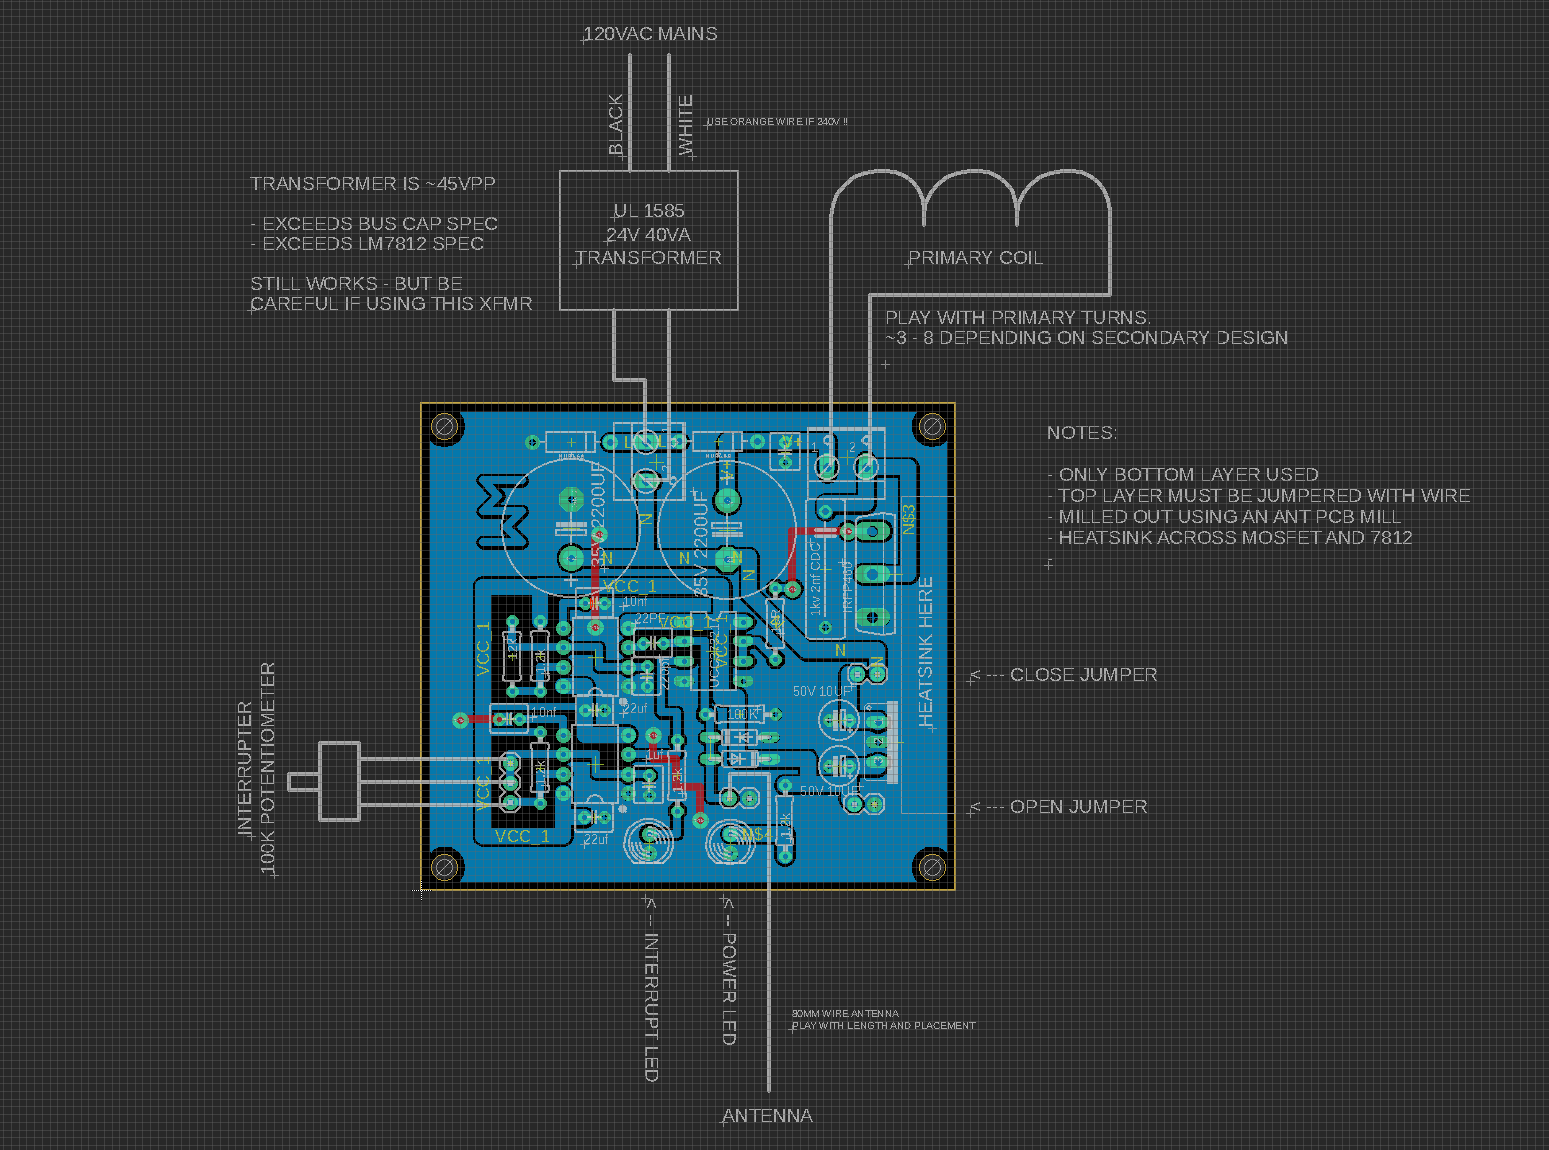 120VAC MAINS
BLACK
WHITE
USE ORANGE WIRE IF 240V !!
TRANSFORMER IS ~45VPP
- EXCEEDS BUS CAP SPEC
- EXCEEDS LM7812 SPEC
STILL WORKS - BUT BE
CAREFUL IF USING THIS XFMR
UL 1585
24V 40VA
TRANSFORMER
PRIMARY COIL
PLAY WITH PRIMARY TURNS.
~3 - 8 DEPENDING ON SECONDARY DESIGN
NOTES:
- ONLY BOTTOM LAYER USED
- TOP LAYER MUST BE JUMPERED WITH WIRE
- MILLED OUT USING AN ANT PCB MILL
- HEATSINK ACROSS MOSFET AND 7812
1
2
35V 2200UF
35V 2200UF
N
N
N
N
N
N
N
V+
N$3
1kv 2nf CDC
HEATSINK HERE
VCC_1
10nf
22PF
VCC_1
1.2k
VCC_1
10nf
22uf
100K
50V 10UF
50V 10UF
<--- CLOSE JUMPER
<--- OPEN JUMPER
INTERRUPTER
100K POTENTIOMETER
VCC_1
1.2k
1.2k
1.2k
VCC_1
22uf
N$4
<-- INTERRUPT LED
<-- POWER LED
80MM WIRE ANTENNA
PLAY WITH LENGTH AND PLACEMENT
ANTENNA